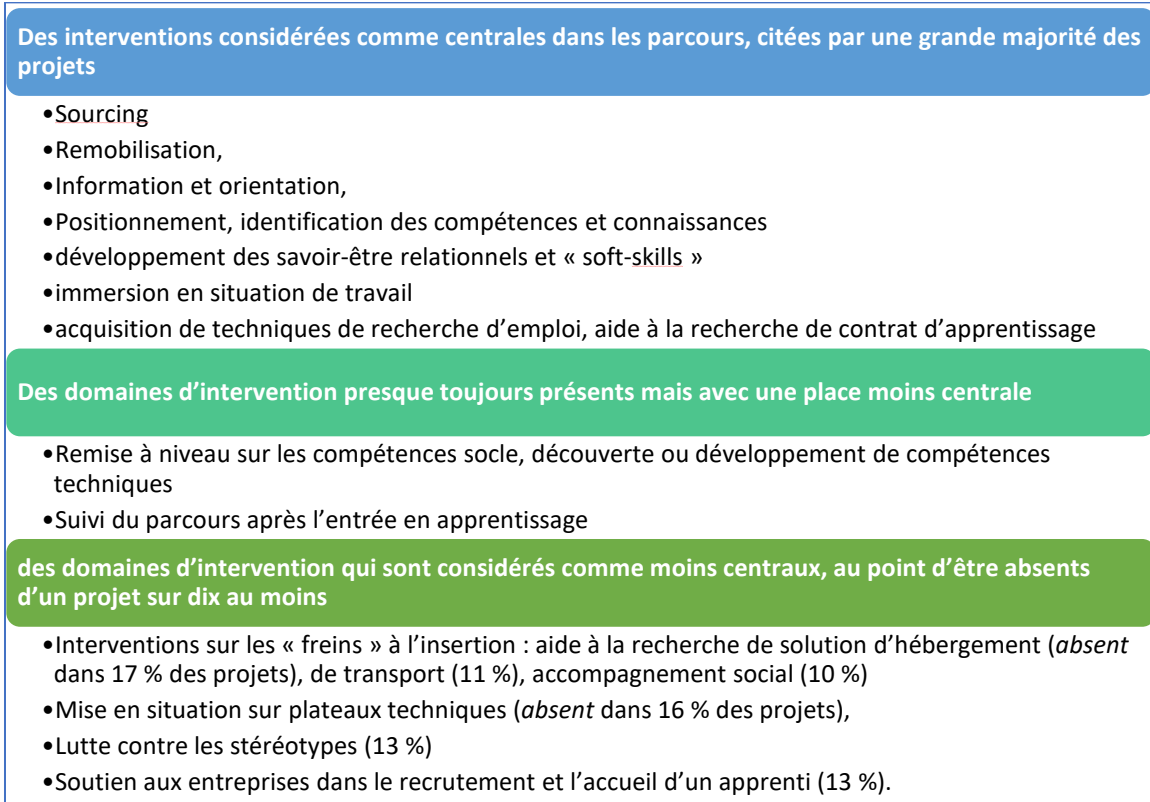 Des interventions considérées comme centrales dans les parcours, citées par une grande majorité des
projets
•Sourcing
•Remobilisation,
•Information et orientation,
•Positionnement, identification des compétences et connaissances
•développement des savoir-être relationnels et « soft-skills »
•immersion en situation de travail
•acquisition de techniques de recherche d’emploi, aide à la recherche de contrat d’apprentissage
Des domaines d’intervention presque toujours présents mais avec une place moins centrale
•Remise à niveau sur les compétences socle, découverte ou développement de compétences
techniques
•Suivi du parcours après l’entrée en apprentissage
des domaines d’intervention qui sont considérés comme moins centraux, au point d’être absents
d’un projet sur dix au moins
•Interventions sur les « freins » à l’insertion : aide à la recherche de solution d’hébergement (absent
dans 17 % des projets), de transport (11 %), accompagnement social (10 %)
•Mise en situation sur plateaux techniques (absent dans 16 % des projets),
•Lutte contre les stéréotypes (13 %)
•Soutien aux entreprises dans le recrutement et l’accueil d’un apprenti (13 %).